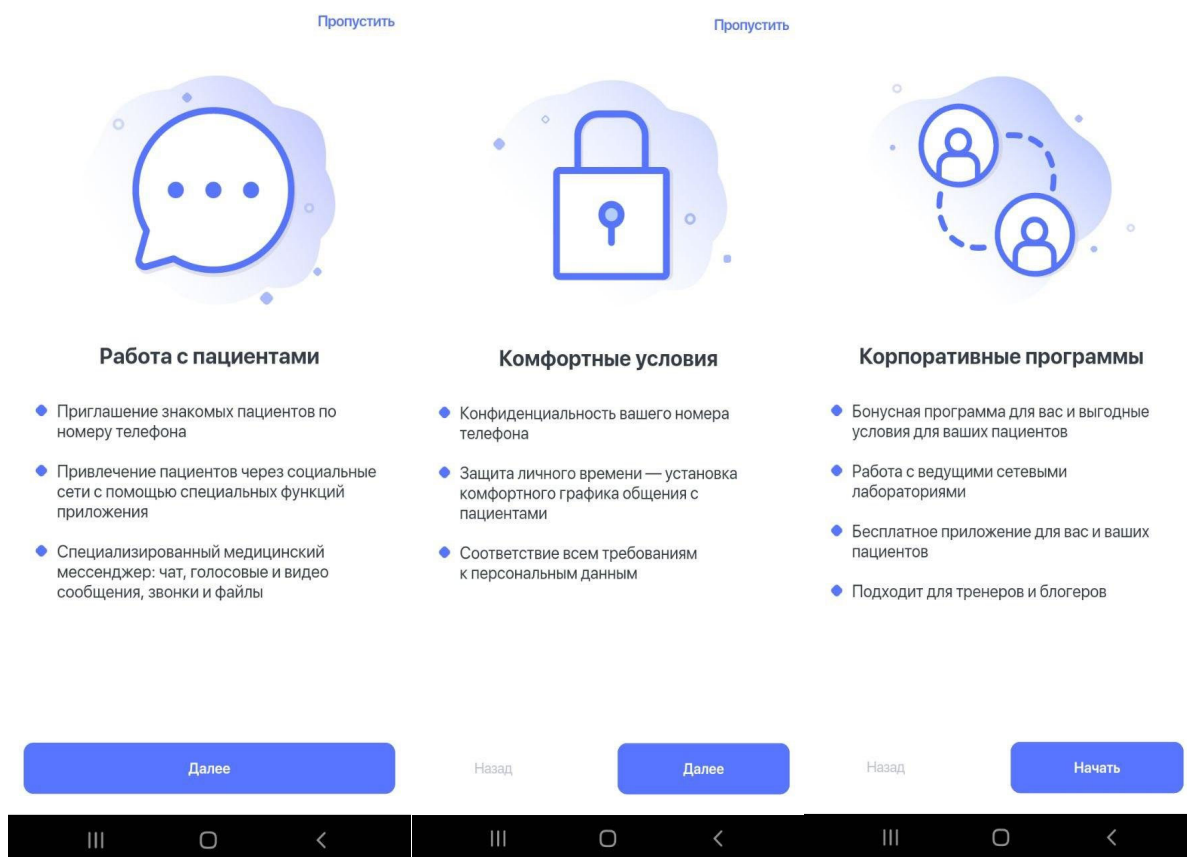 Пропустить
Работа с пациентами
Приглашение знакомых пациентов по
номеру телефона
Привлечение пациентов через социальные
сети с помощью специальных функций
приложения
Специализированный медицинский
мессенджер: чат, голосовые и видео
сообщения, звонки и файлы
Далее
Пропустить
Комфортные условия
Конфиденциальность вашего номера
телефона
Защита личного времени — установка
комфортного графика общения с
пациентами
Соответствие всем требованиям
к персональным данным
Назад
Далее
Корпоративные программы
Бонусная программа для вас и выгодные
условия для ваших пациентов
Работа с ведущими сетевыми
лабораториями
Бесплатное приложение для вас и ваших
пациентов
Подходит для тренеров и блогеров
Назад
Начать